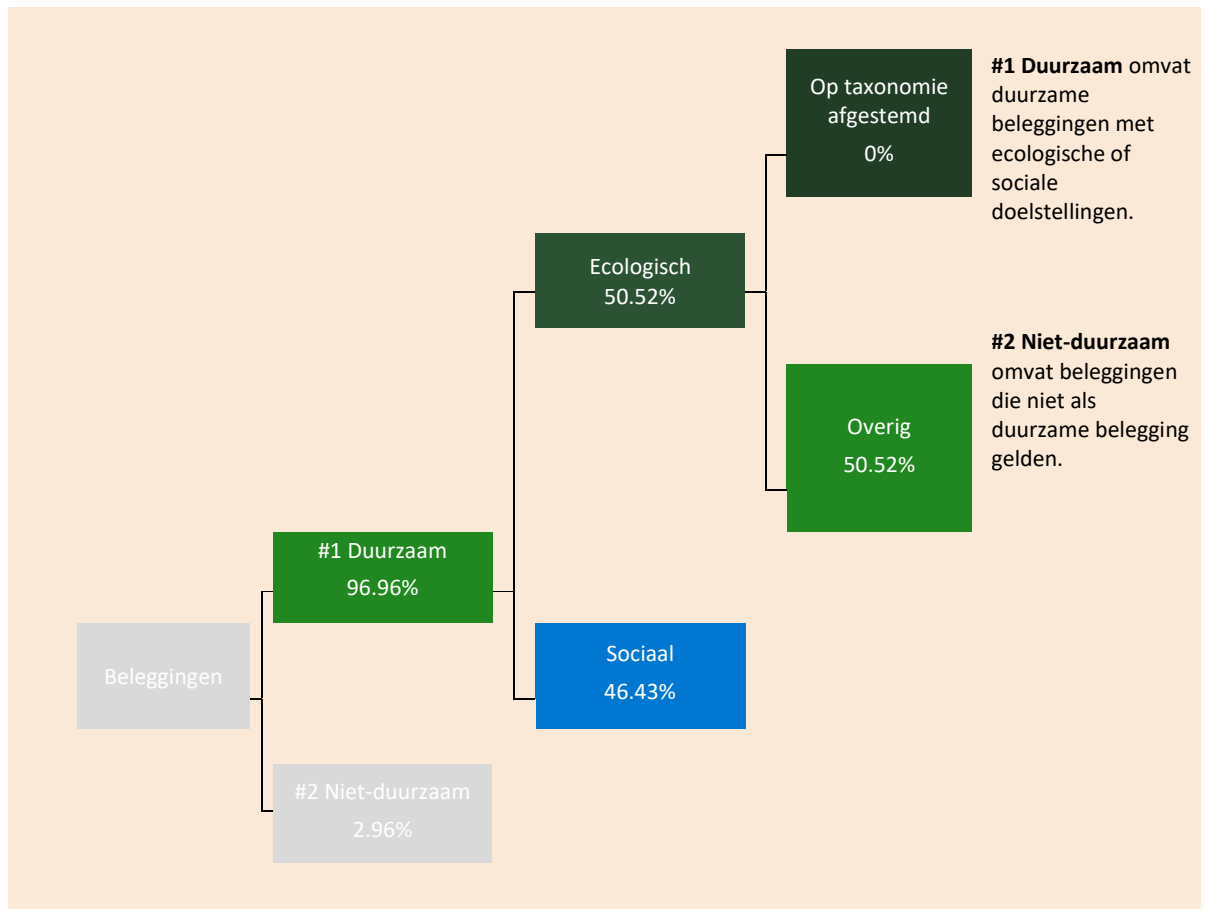 Op taxonomie
afgestemd
0%
#1 Duurzaam omvat
duurzame
beleggingen met
ecologische of
sociale
doelstellingen.
Ecologisch
50.52%
#2 Niet-duurzaam
omvat beleggingen
die niet als
duurzame belegging
gelden.
Overig
50.52%
#1 Duurzaam
96.96%
Sociaal
46.43%
Beleggingen
#2 Niet-duurzaam
2.96%